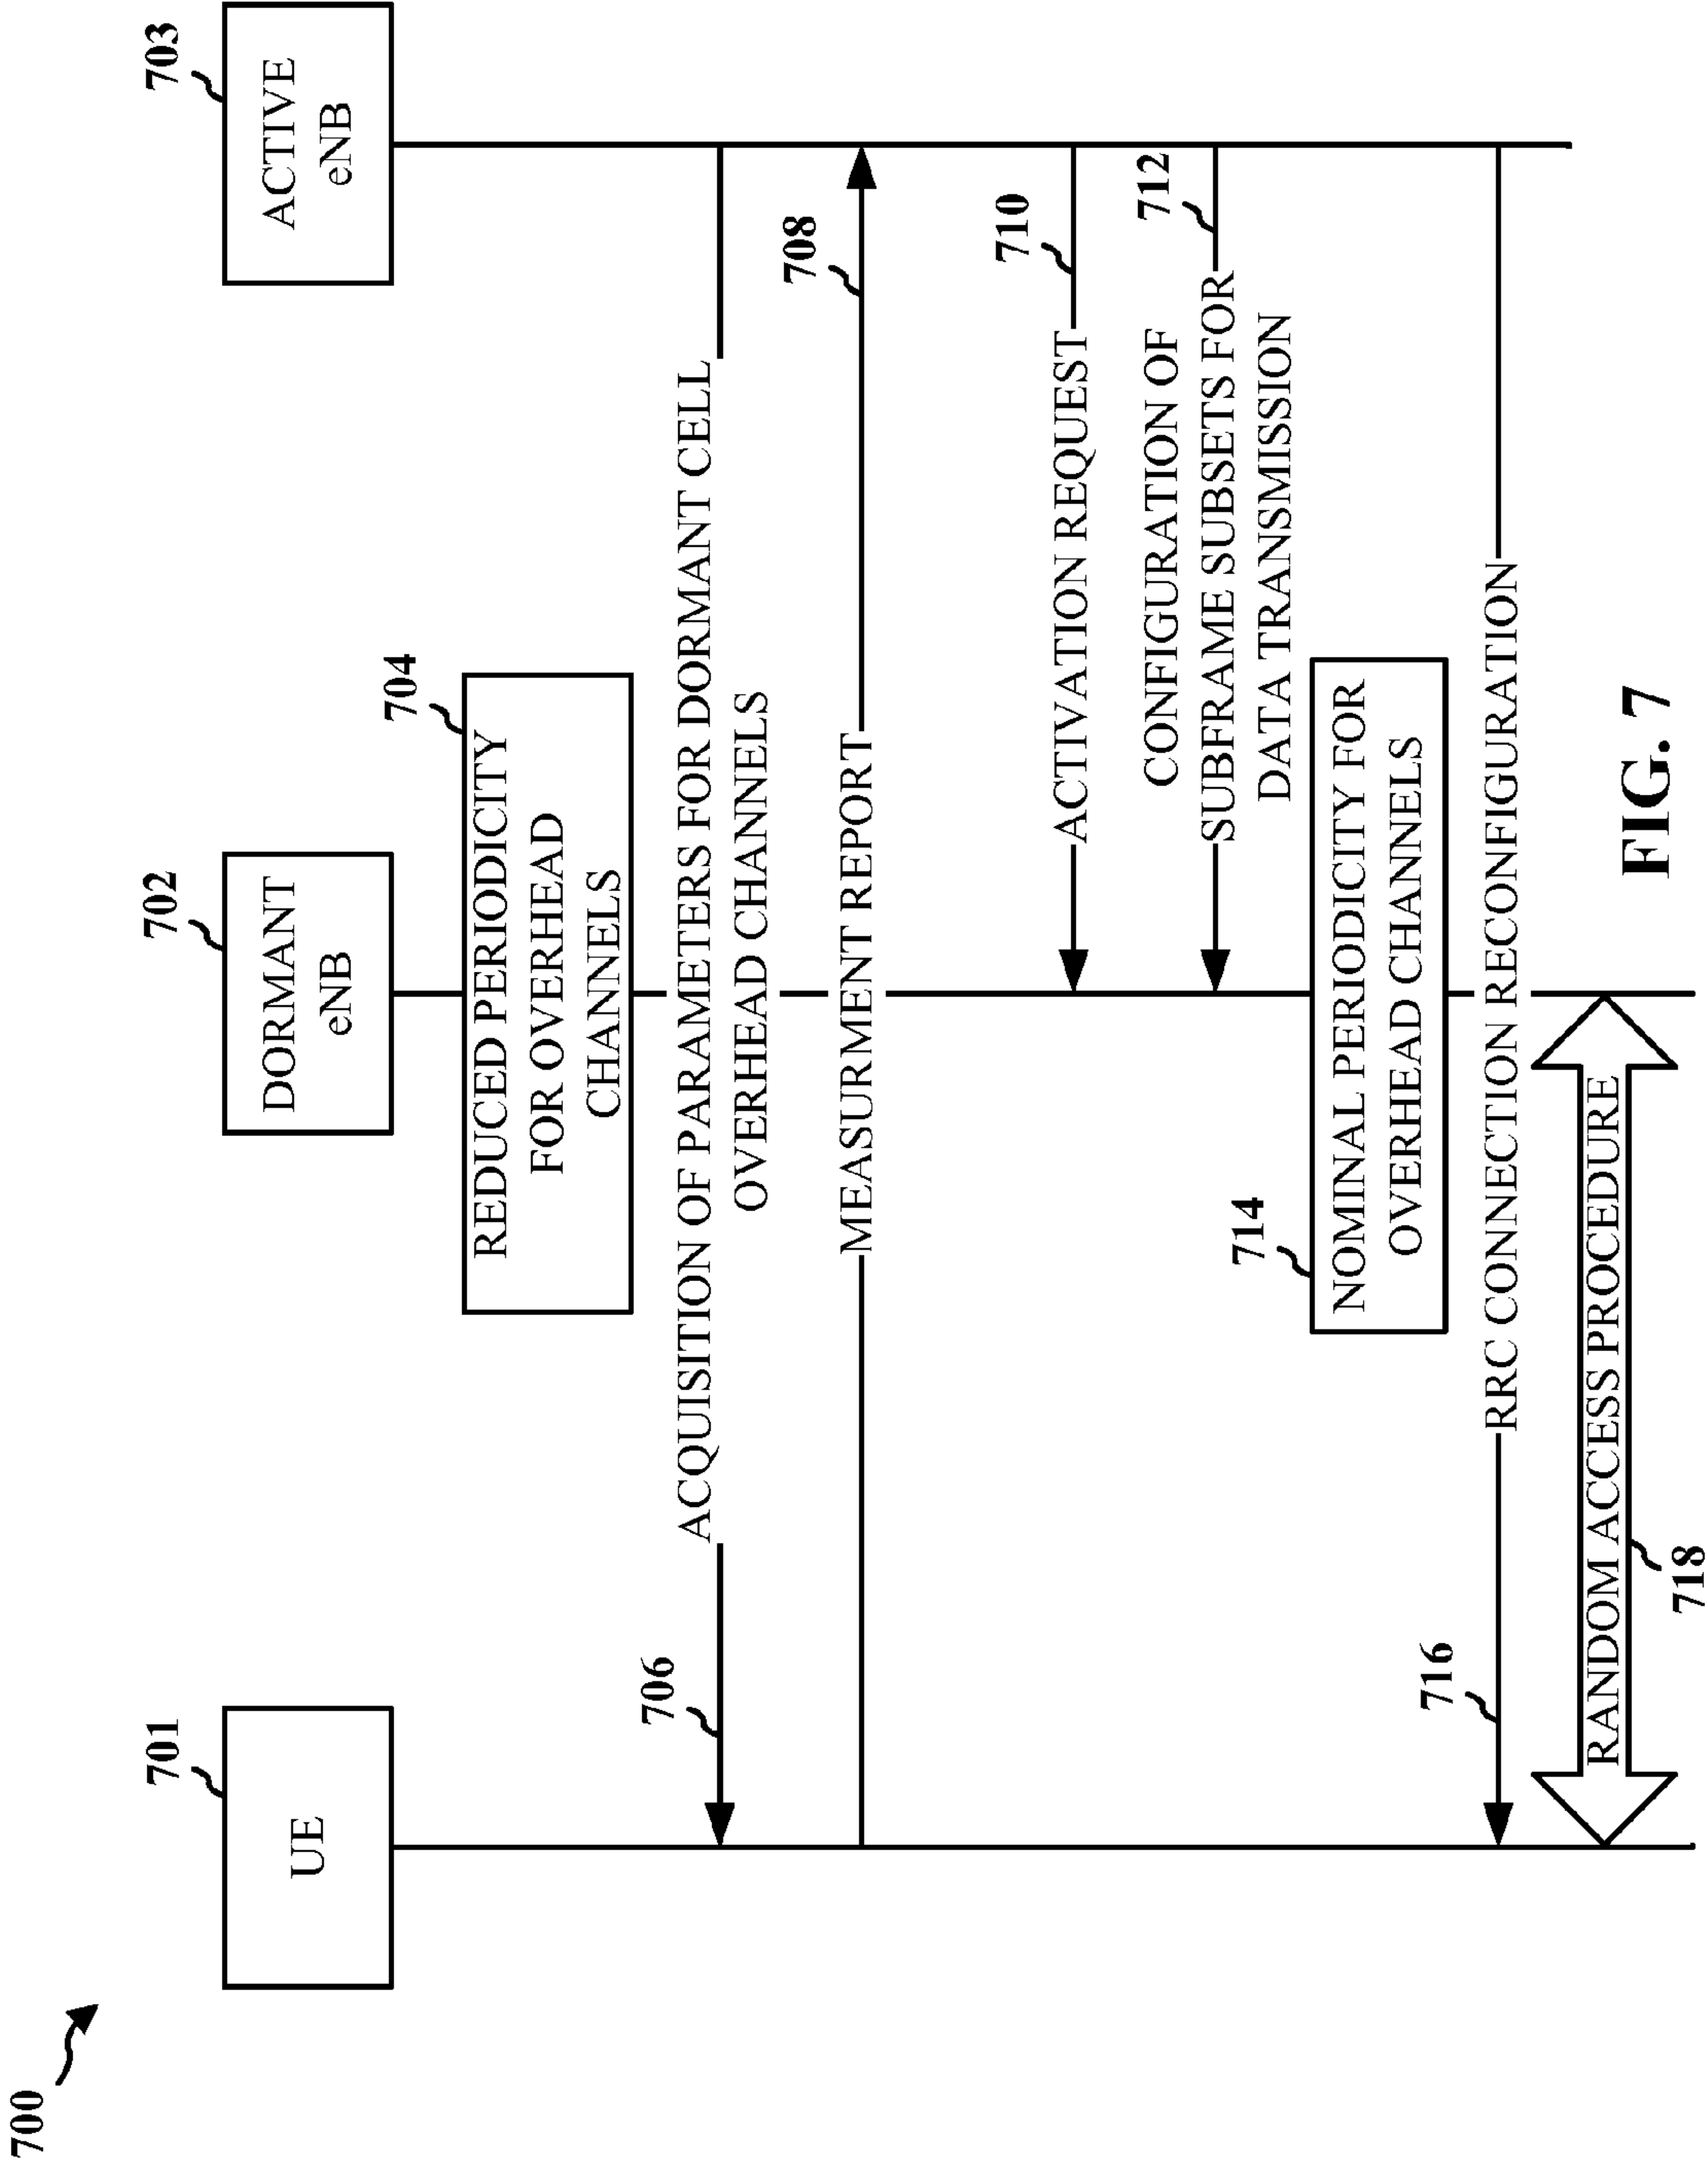 700
701
UE
702
DORMANT
eNB
703
ACTIVE
eNB
704
REDUCED PERIODICITY
FOR OVERHEAD
CHANNELS
706
ACQUISITION OF PARAMETERS FOR DORMANT CELL
OVERHEAD CHANNELS
708
MEASURMENT REPORT
710
ACTIVATION REQUEST
712
CONFIGURATION OF
SUBFRAME SUBSETS FOR
DATA TRANSMISSION
714
NOMINAL PERIODICITY FOR
OVERHEAD CHANNELS
716
RRC CONNECTION RECONFIGURATION
RANDOM ACCESS PROCEDURE
718
FIG. 7